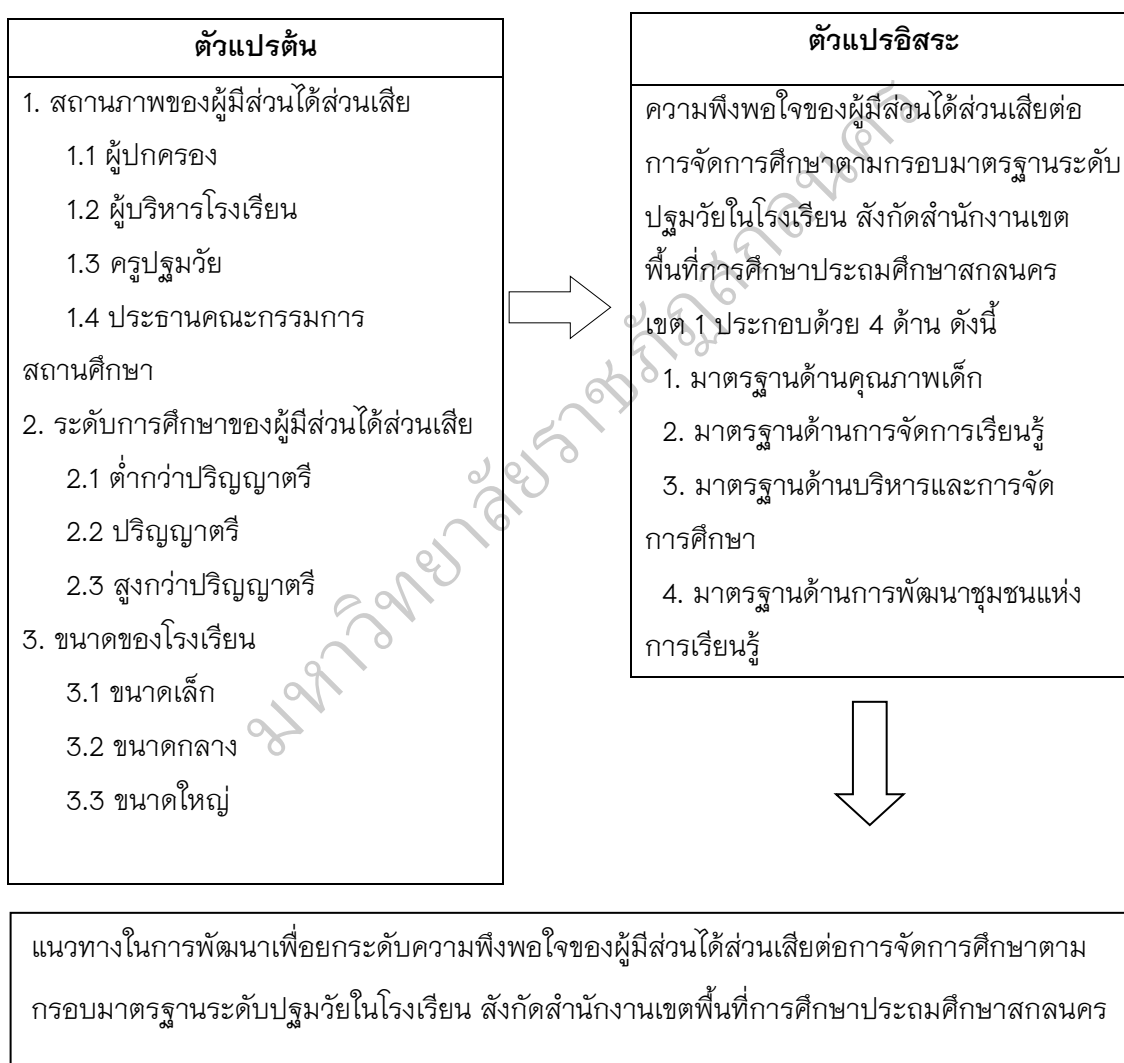 ตัวแปรต้น
1. สถานภาพของผู้มีส่วนได้ส่วนเสีย
1.1 ผู้ปกครอง
1.2 ผู้บริหารโรงเรียน
1.3 ครูปฐมวัย
1.4 ประธานคณะกรรมการ
สถานศึกษา
2. ระดับการศึกษาของผู้มีส่วนได้ส่วนเสีย
2.1 ต่ำกว่าปริญญาตรี
2.2 ปริญญาตรี
2.3 สูงกว่าปริญญาตรี
3. ขนาดของโรงเรียน
3.1 ขนาดเล็ก
3.2 ขนาดกลาง
3.3 ขนาดใหญ่
ตัวแปรอิสระ
ความพึงพอใจของผู้มีส่วนได้ส่วนเสียต่อ
การจัดการศึกษาตามกรอบมาตรฐานระดับ
ปฐมวัยในโรงเรียน สังกัดสำนักงานเขต
พื้นที่การศึกษาประถมศึกษาสกลนคร
เขต 1 ประกอบด้วย 4 ด้าน ดังนี้
1. มาตรฐานด้านคุณภาพเด็ก
2. มาตรฐานด้านการจัดการเรียนรู้
3. มาตรฐานด้านบริหารและการจัด
การศึกษา
4. มาตรฐานด้านการพัฒนาชุมชนแห่ง
การเรียนรู้
แนวทางในการพัฒนาเพื่อยกระดับความพึงพอใจของผู้มีส่วนได้ส่วนเสียต่อการจัดการศึกษาตาม
กรอบมาตรฐานระดับปฐมวัยในโรงเรียน สังกัดสำนักงานเขตพื้นที่การศึกษาประถมศึกษาสกลนคร
มหาวิทยาลัยราชภัฏสกลนคร